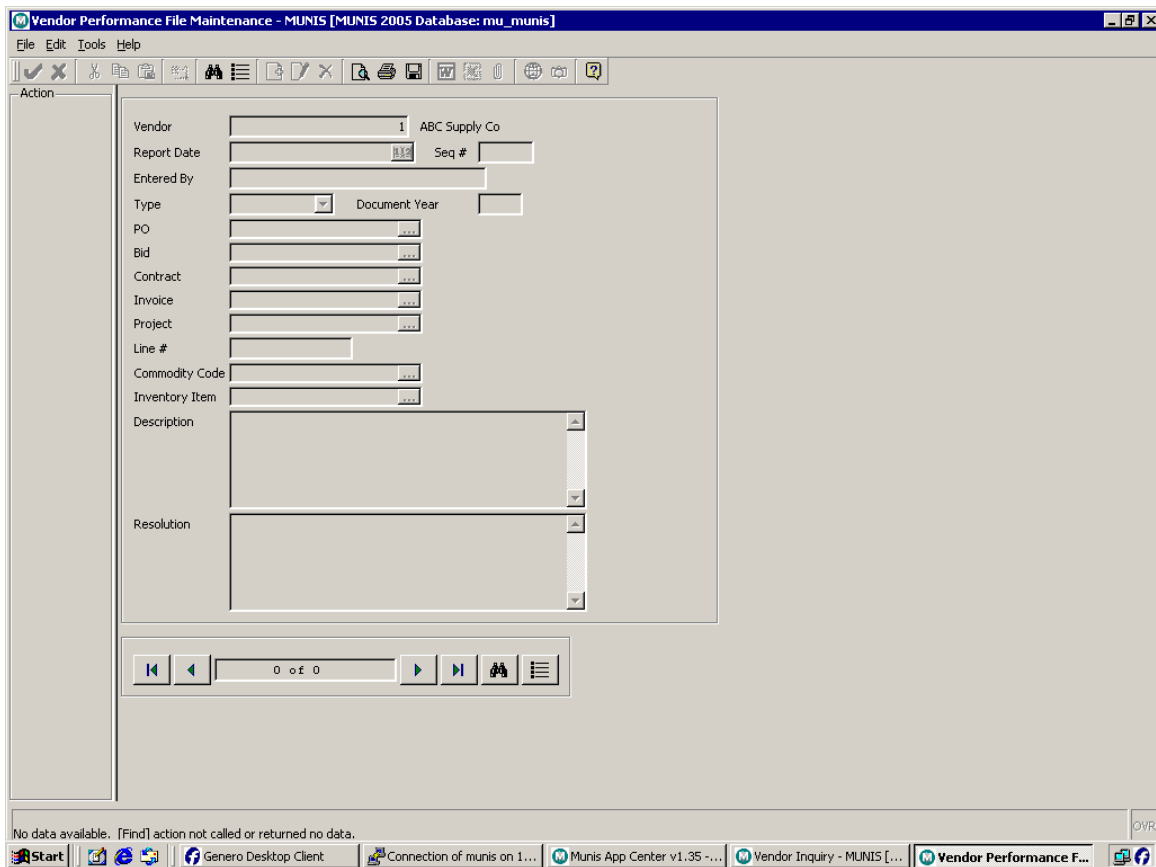 Vendor Performance File Maintenance - MUNIS [MUNIS 2005 Database: mu_munis]
File Edit Tools Help
Action
Vendor 1 ABC Supply Co
Report Date Seq #
Entered By
Type Document Year
PO ...
Bid ...
Contract ...
Invoice ...
Project ...
Line #
Commodity Code ...
Inventory Item ...
Description
Resolution
0 of 0
No data available. [Find] action not called or returned no data.
OVR
Start Genero Desktop Client Connection of munis on 1... Munis App Center v1.35 -... Vendor Inquiry - MUNIS [... Vendor Performance F...